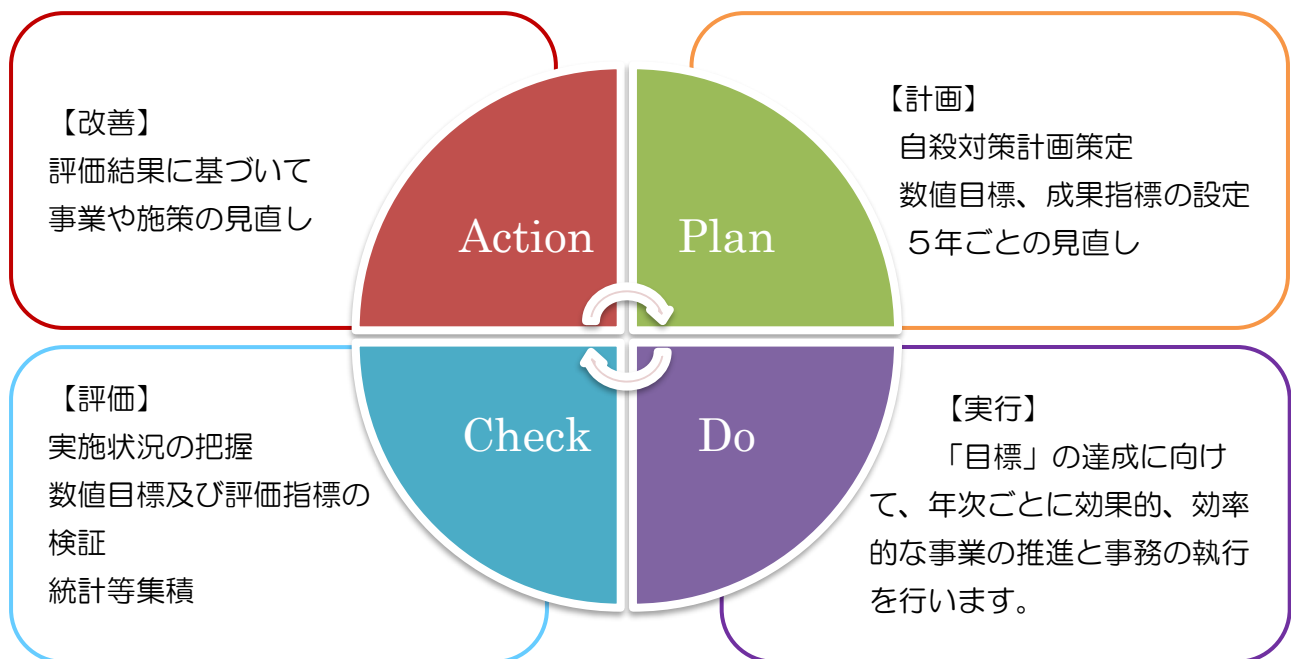 【改善】
評価結果に基づいて
事業や施策の見直し
Action
Plan
【計画】
自殺対策計画策定
数値目標、成果指標の設定
５年ごとの見直し
【評価】
実施状況の把握
数値目標及び評価指標の
検証
統計等集積
Check
Do
【実行】
「目標」の達成に向け
て、年次ごとに効果的、効率
的な事業の推進と事務の執行
を行います。